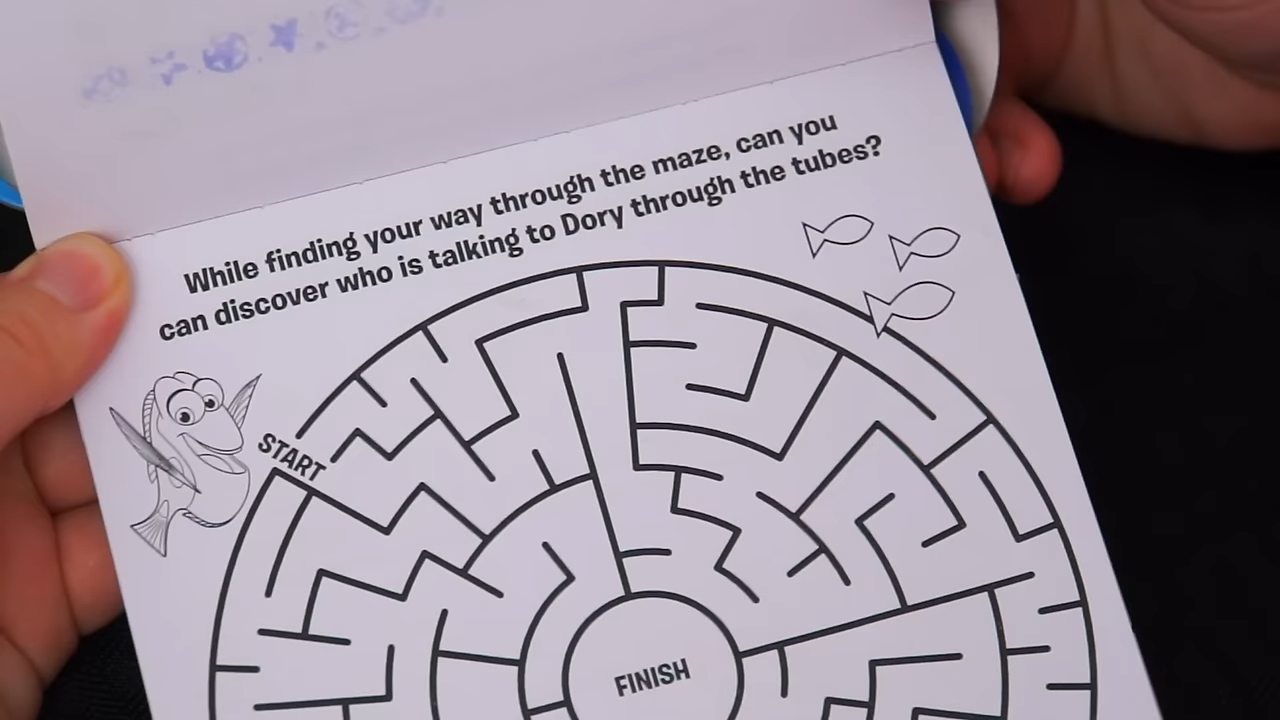 While finding your way through the maze, can you
can discover who is talking to Dory through the tubes?
START
FINISH